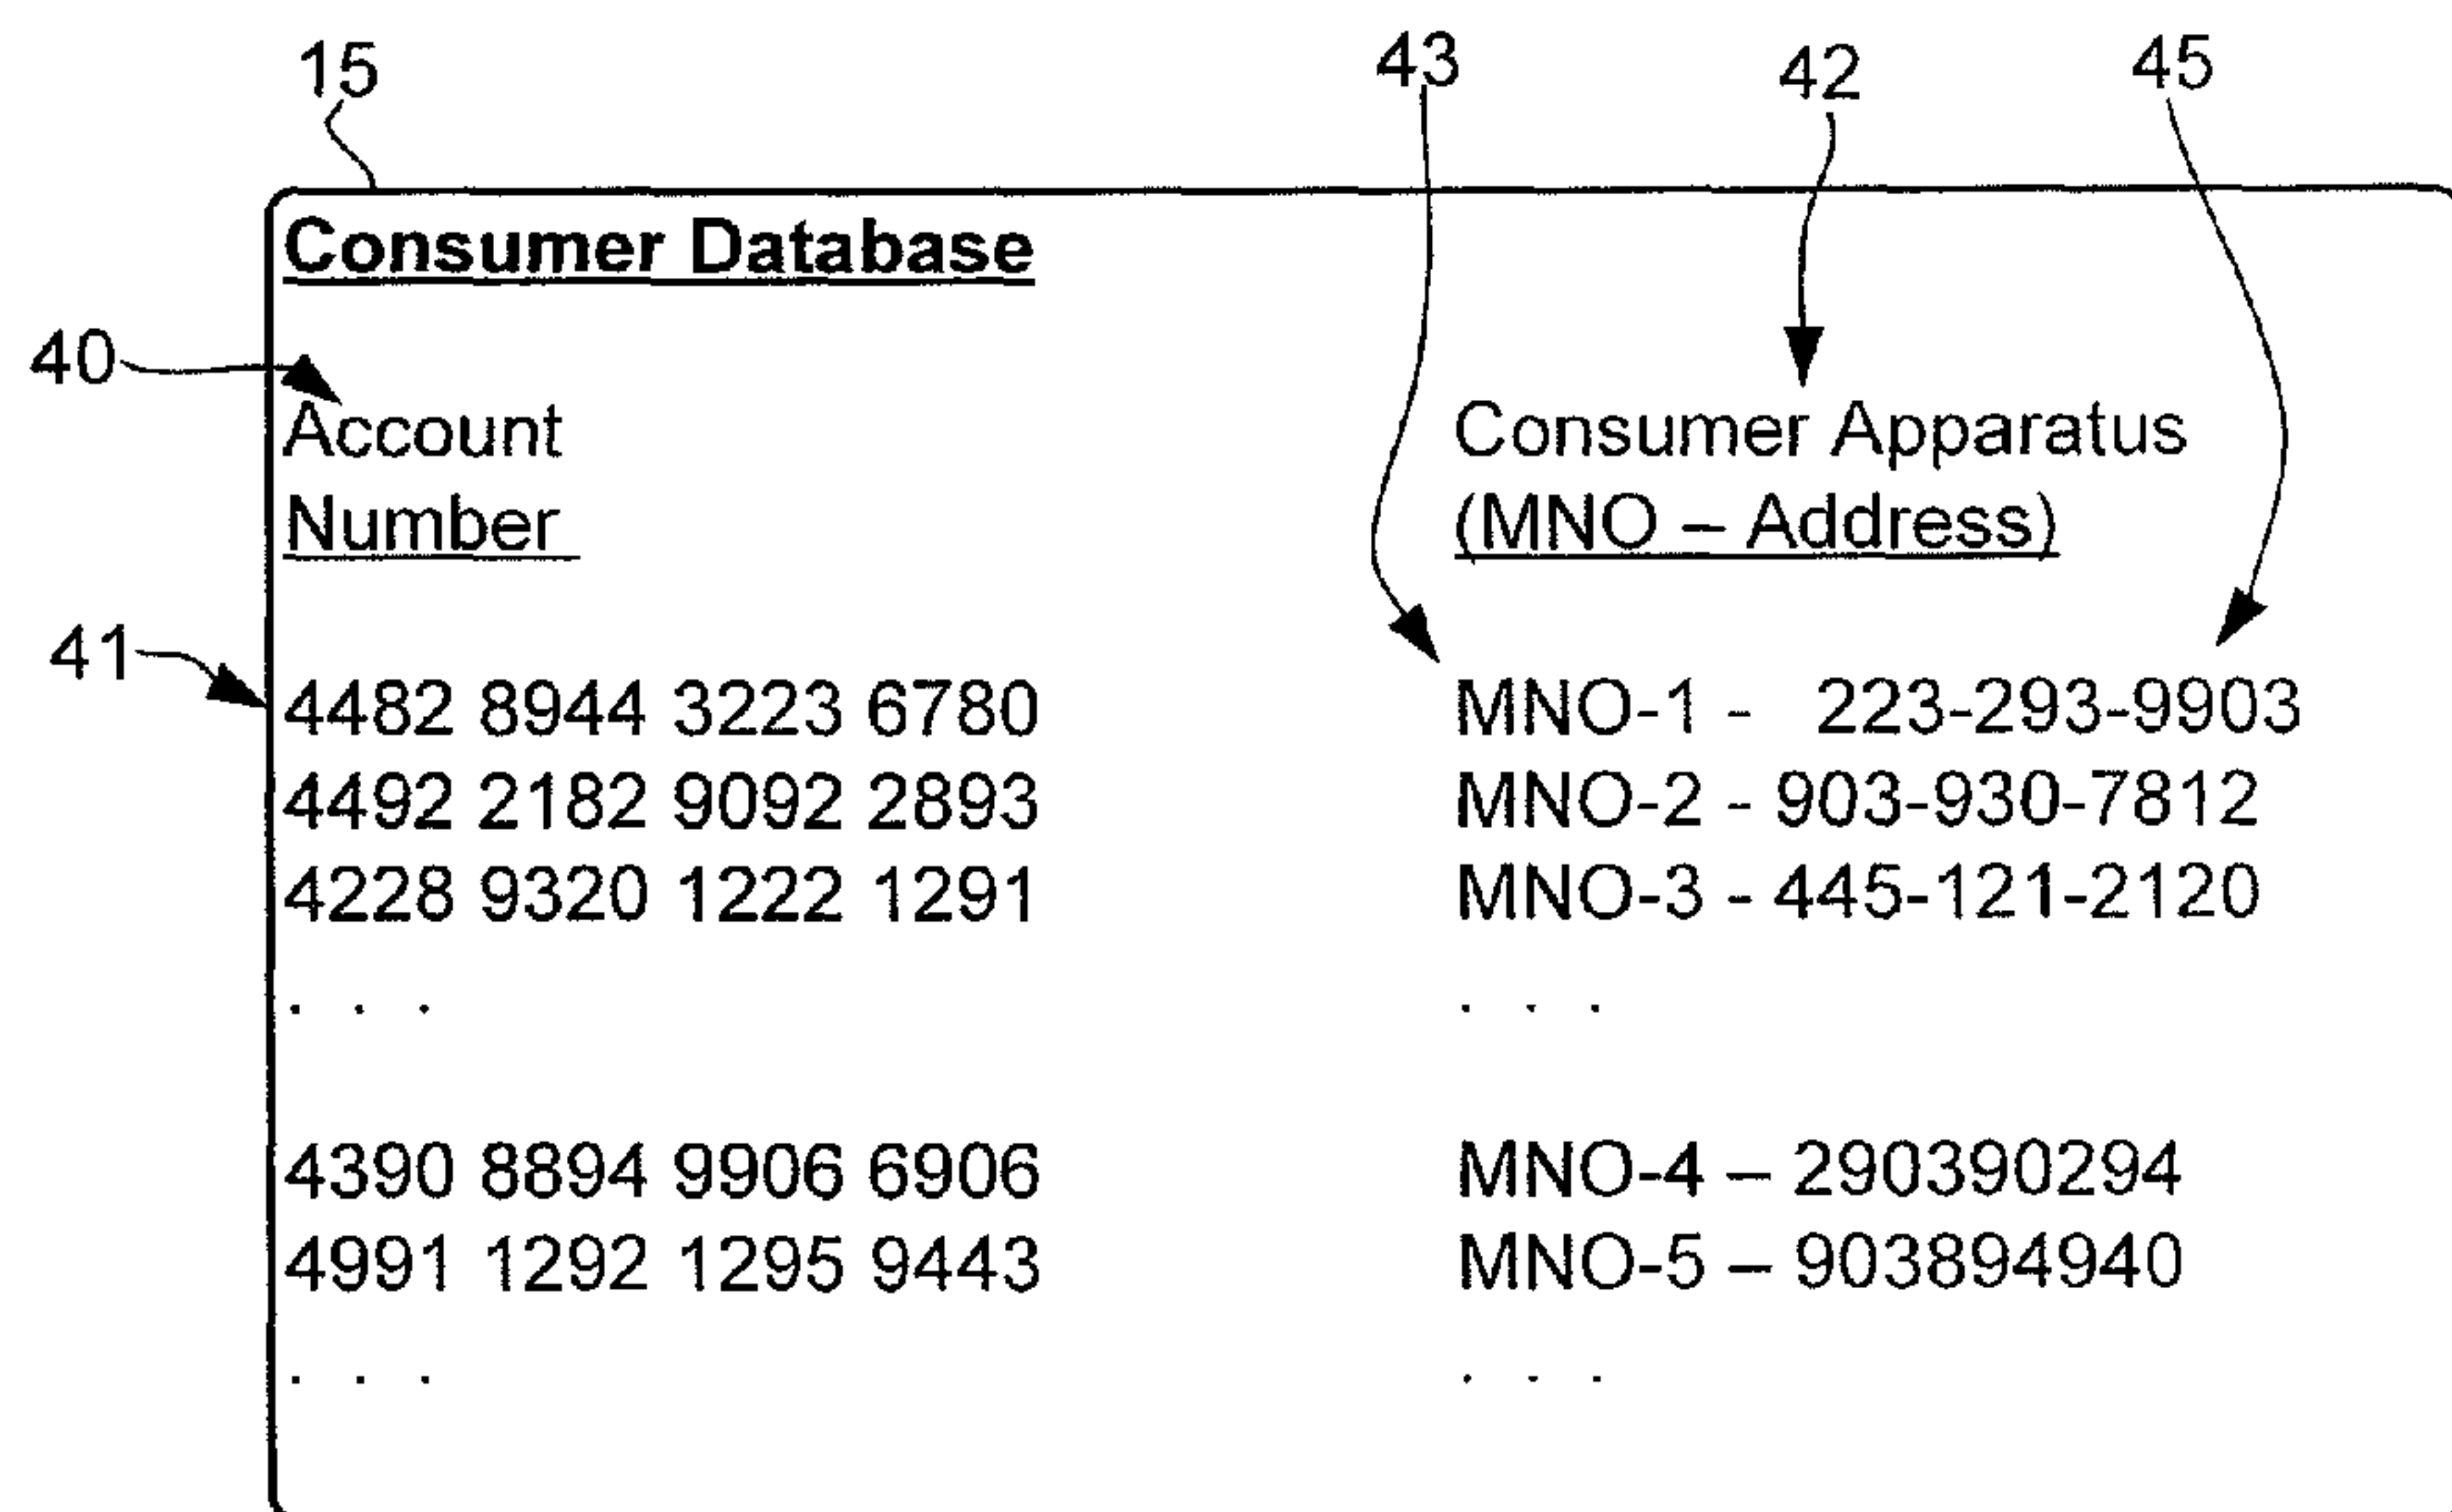 15 43 42 45
Consumer Database
40
Account Consumer Apparatus
Number (MNO – Address)
41
4482 8944 3223 6780 MNO-1 - 223-293-9903
4492 2182 9092 2893 MNO-2 - 903-930-7812
4228 9320 1222 1291 MNO-3 - 445-121-2120
. . . . . .
4390 8894 9906 6906 MNO-4 – 290390294
4991 1292 1295 9443 MNO-5 – 903894940
. . . . . .